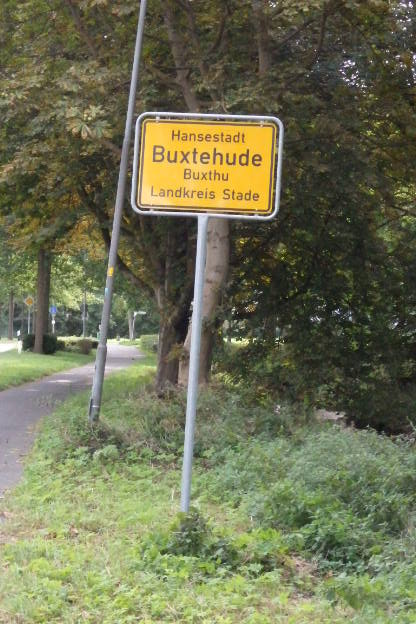 Hansestadt
Buxtehude
Buxthu
Landkreis Stade